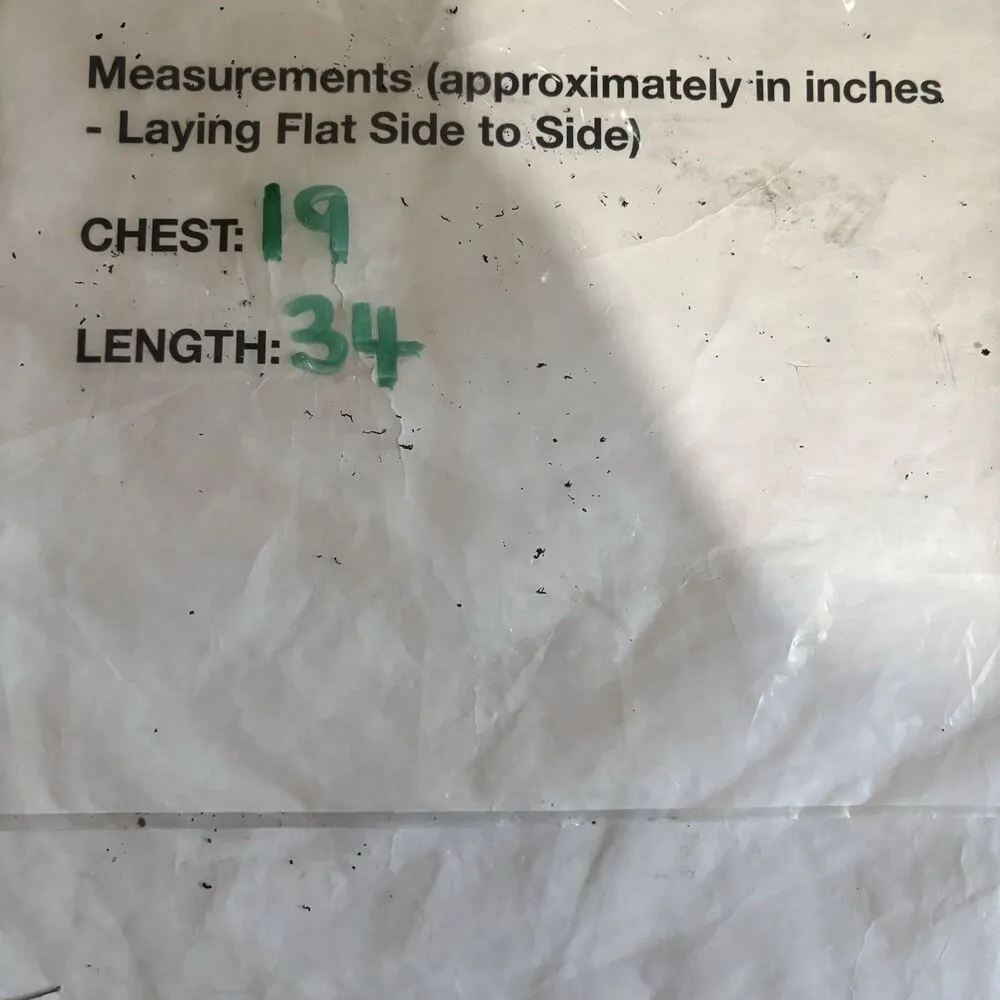 Measurements (approximately in inches
- Laying Flat Side to Side)
CHEST: 19
LENGTH: 34